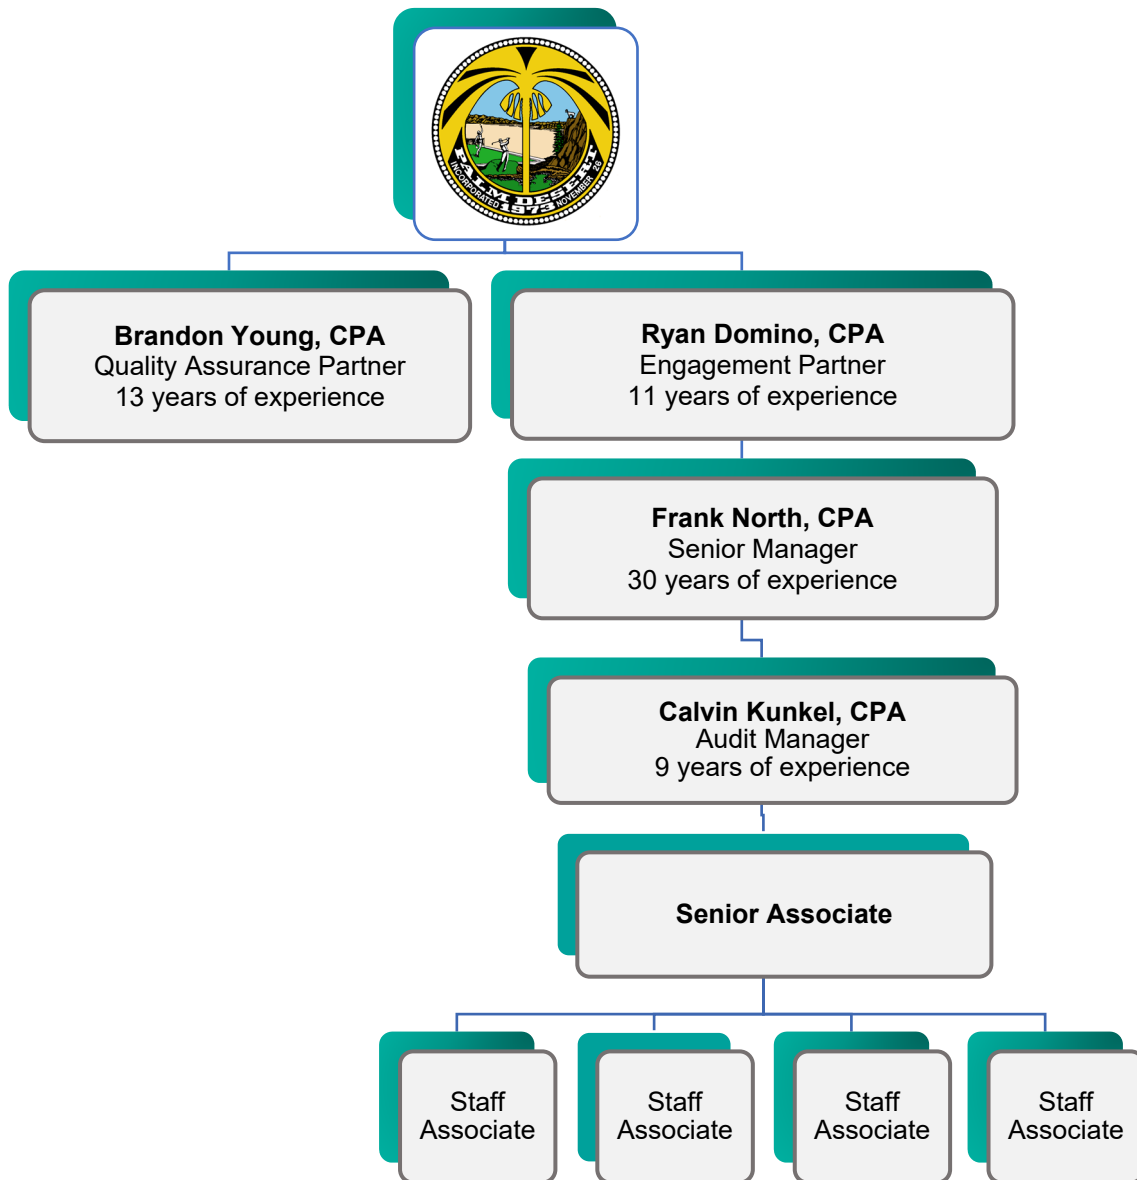 PALM DESERT
INCORPORATED 1973 NOVEMBER 26
Brandon Young, CPA
Quality Assurance Partner
13 years of experience
Ryan Domino, CPA
Engagement Partner
11 years of experience
Frank North, CPA
Senior Manager
30 years of experience
Calvin Kunkel, CPA
Audit Manager
9 years of experience
Senior Associate
Staff
Associate
Staff
Associate
Staff
Associate
Staff
Associate